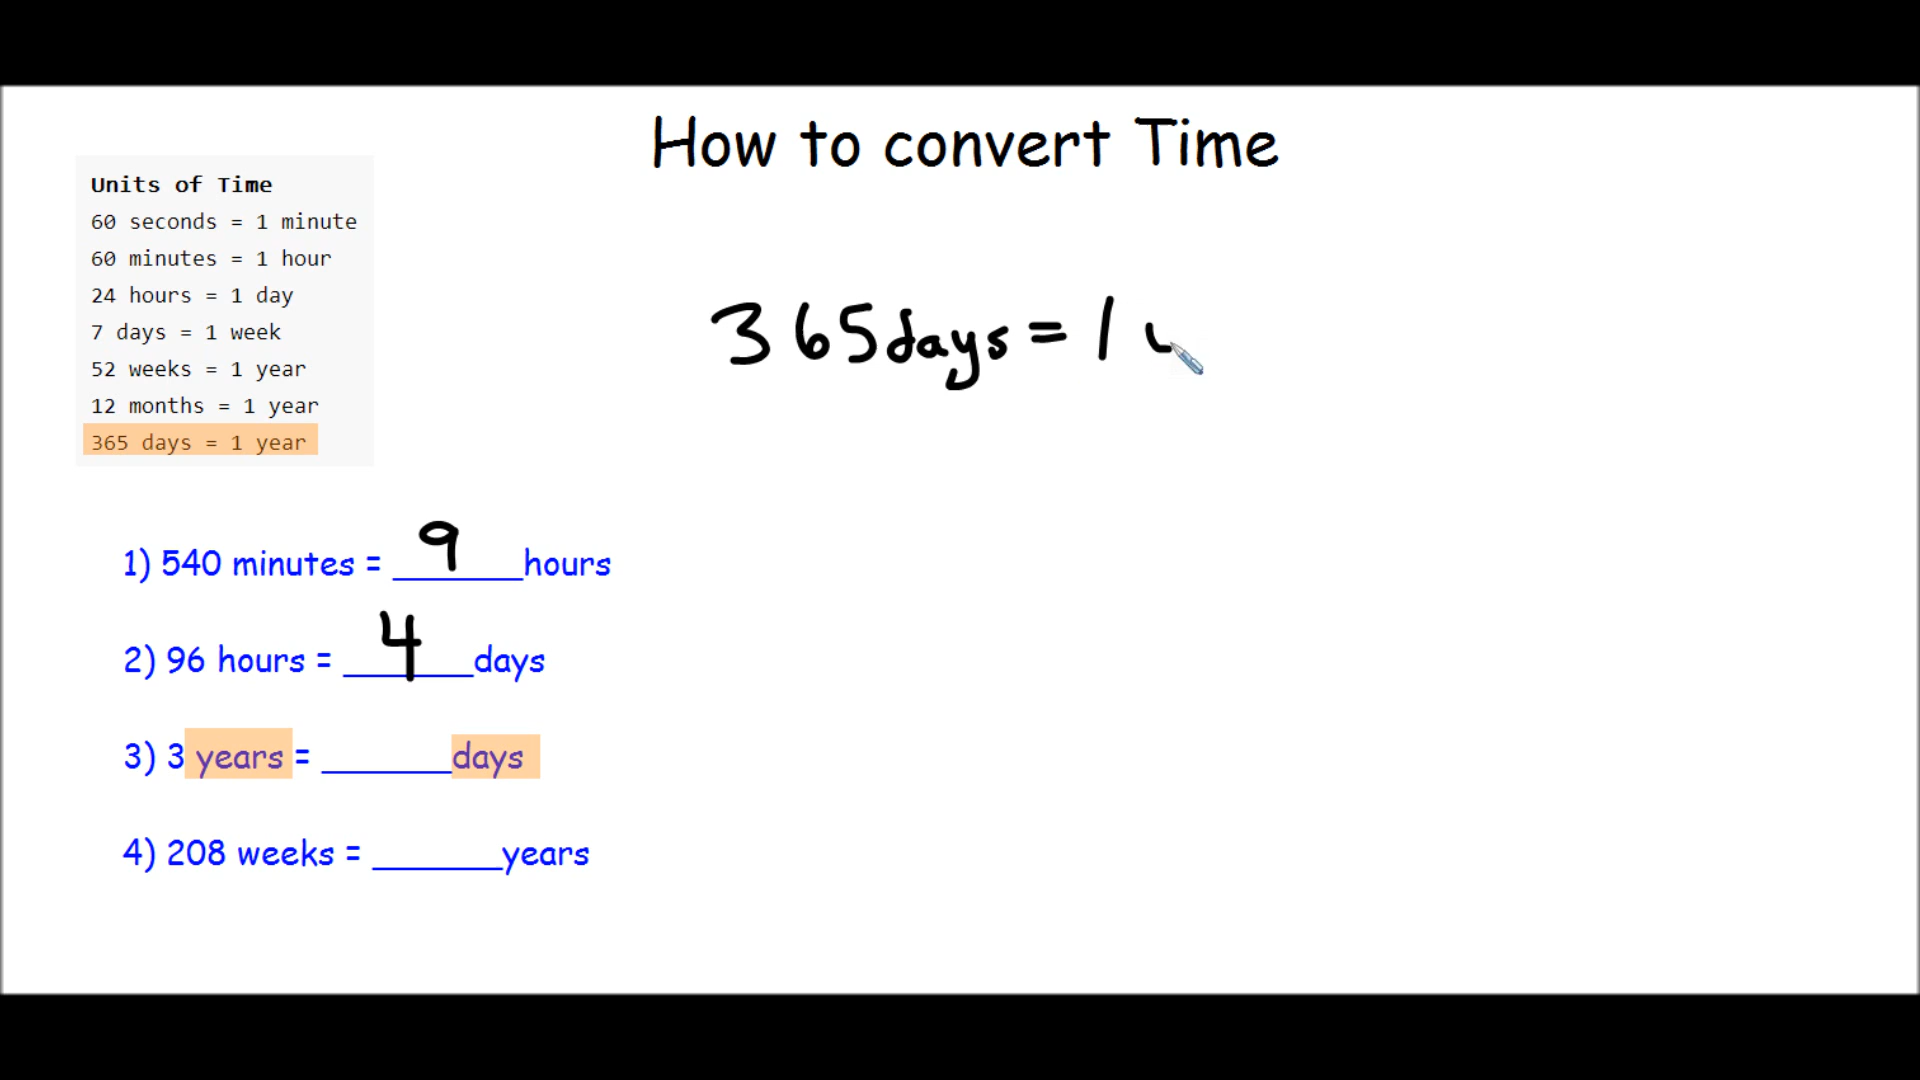 How to convert Time
Units of Time
60 seconds = 1 minute
60 minutes = 1 hour
24 hours = 1 day
7 days = 1 week
52 weeks = 1 year
12 months = 1 year
365 days = 1 year
365 days = 1
1) 540 minutes = 9 hours
2) 96 hours = 4 days
3) 3 years = _______days
4) 208 weeks = _______years